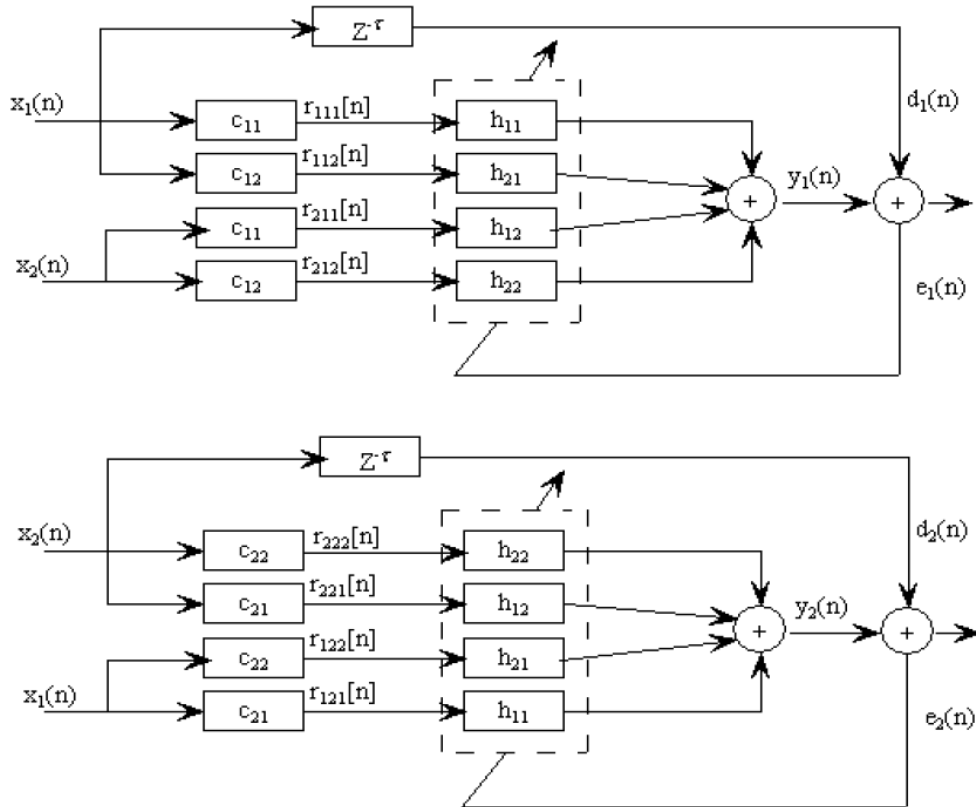 Z⁻ᵗ
x₁(n)
d₁(n)
c₁₁ r₁₁₁[n] h₁₁
c₁₂ r₁₁₂[n] h₂₁
+ y₁(n) +
c₁₁ r₂₁₁[n] h₁₂
x₂(n)
c₁₂ r₂₁₂[n] h₂₂
e₁(n)
Z⁻ᵗ
x₂(n)
d₂(n)
c₂₂ r₂₂₂[n] h₂₂
c₂₁ r₂₂₁[n] h₁₂
+ y₂(n) +
c₂₂ r₁₂₂[n] h₂₁
x₁(n)
c₂₁ r₁₂₁[n] h₁₁
e₂(n)